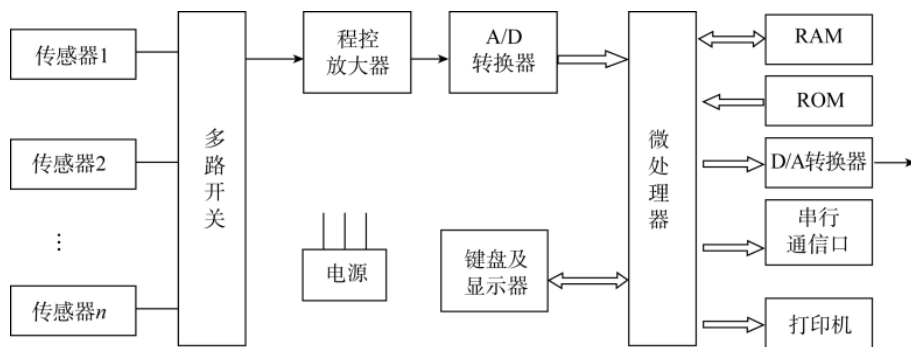 传感器1
传感器2
⋮
传感器n
多路开关
程控
放大器
A/D
转换器
电源
键盘及
显示器
微处理器
RAM
ROM
D/A转换器
串行
通信口
打印机